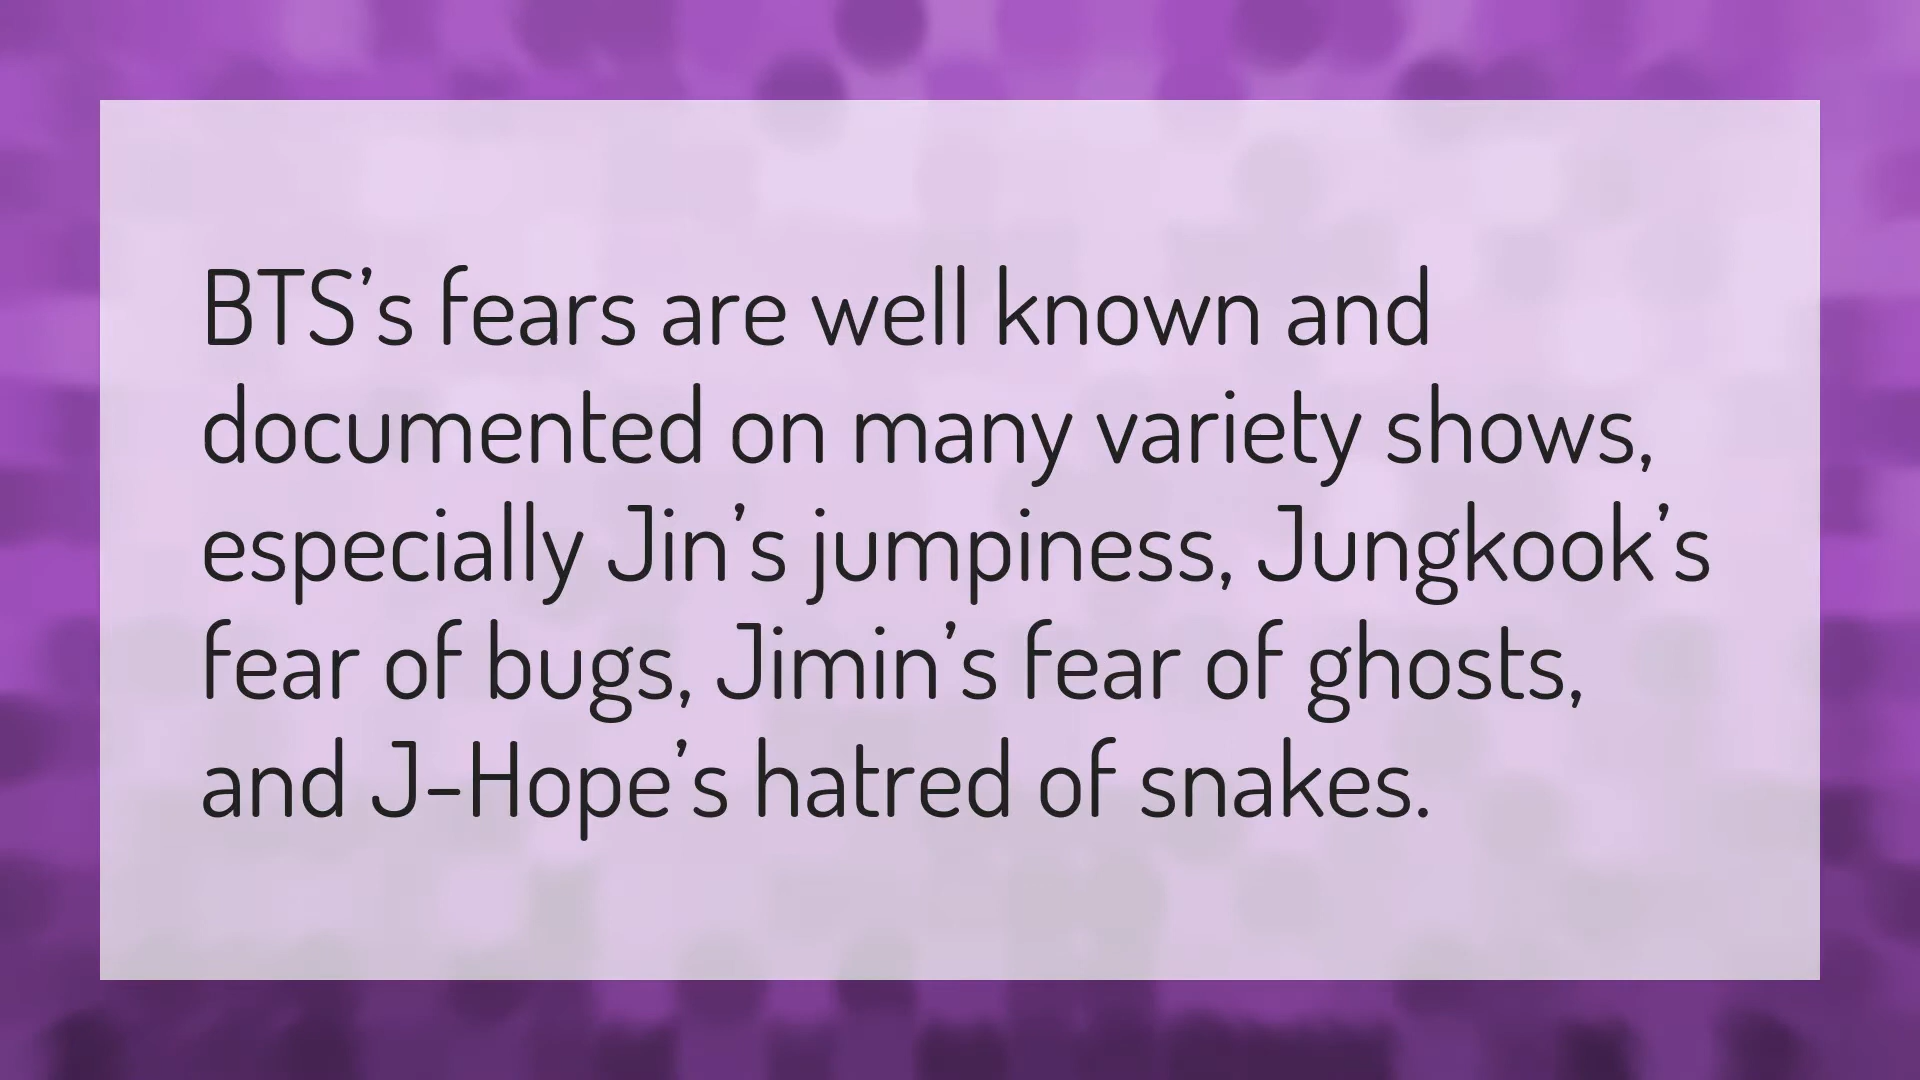 BTS’s fears are well known and
documented on many variety shows,
especially Jin’s jumpiness, Jungkook’s
fear of bugs, Jimin’s fear of ghosts,
and J-Hope’s hatred of snakes.